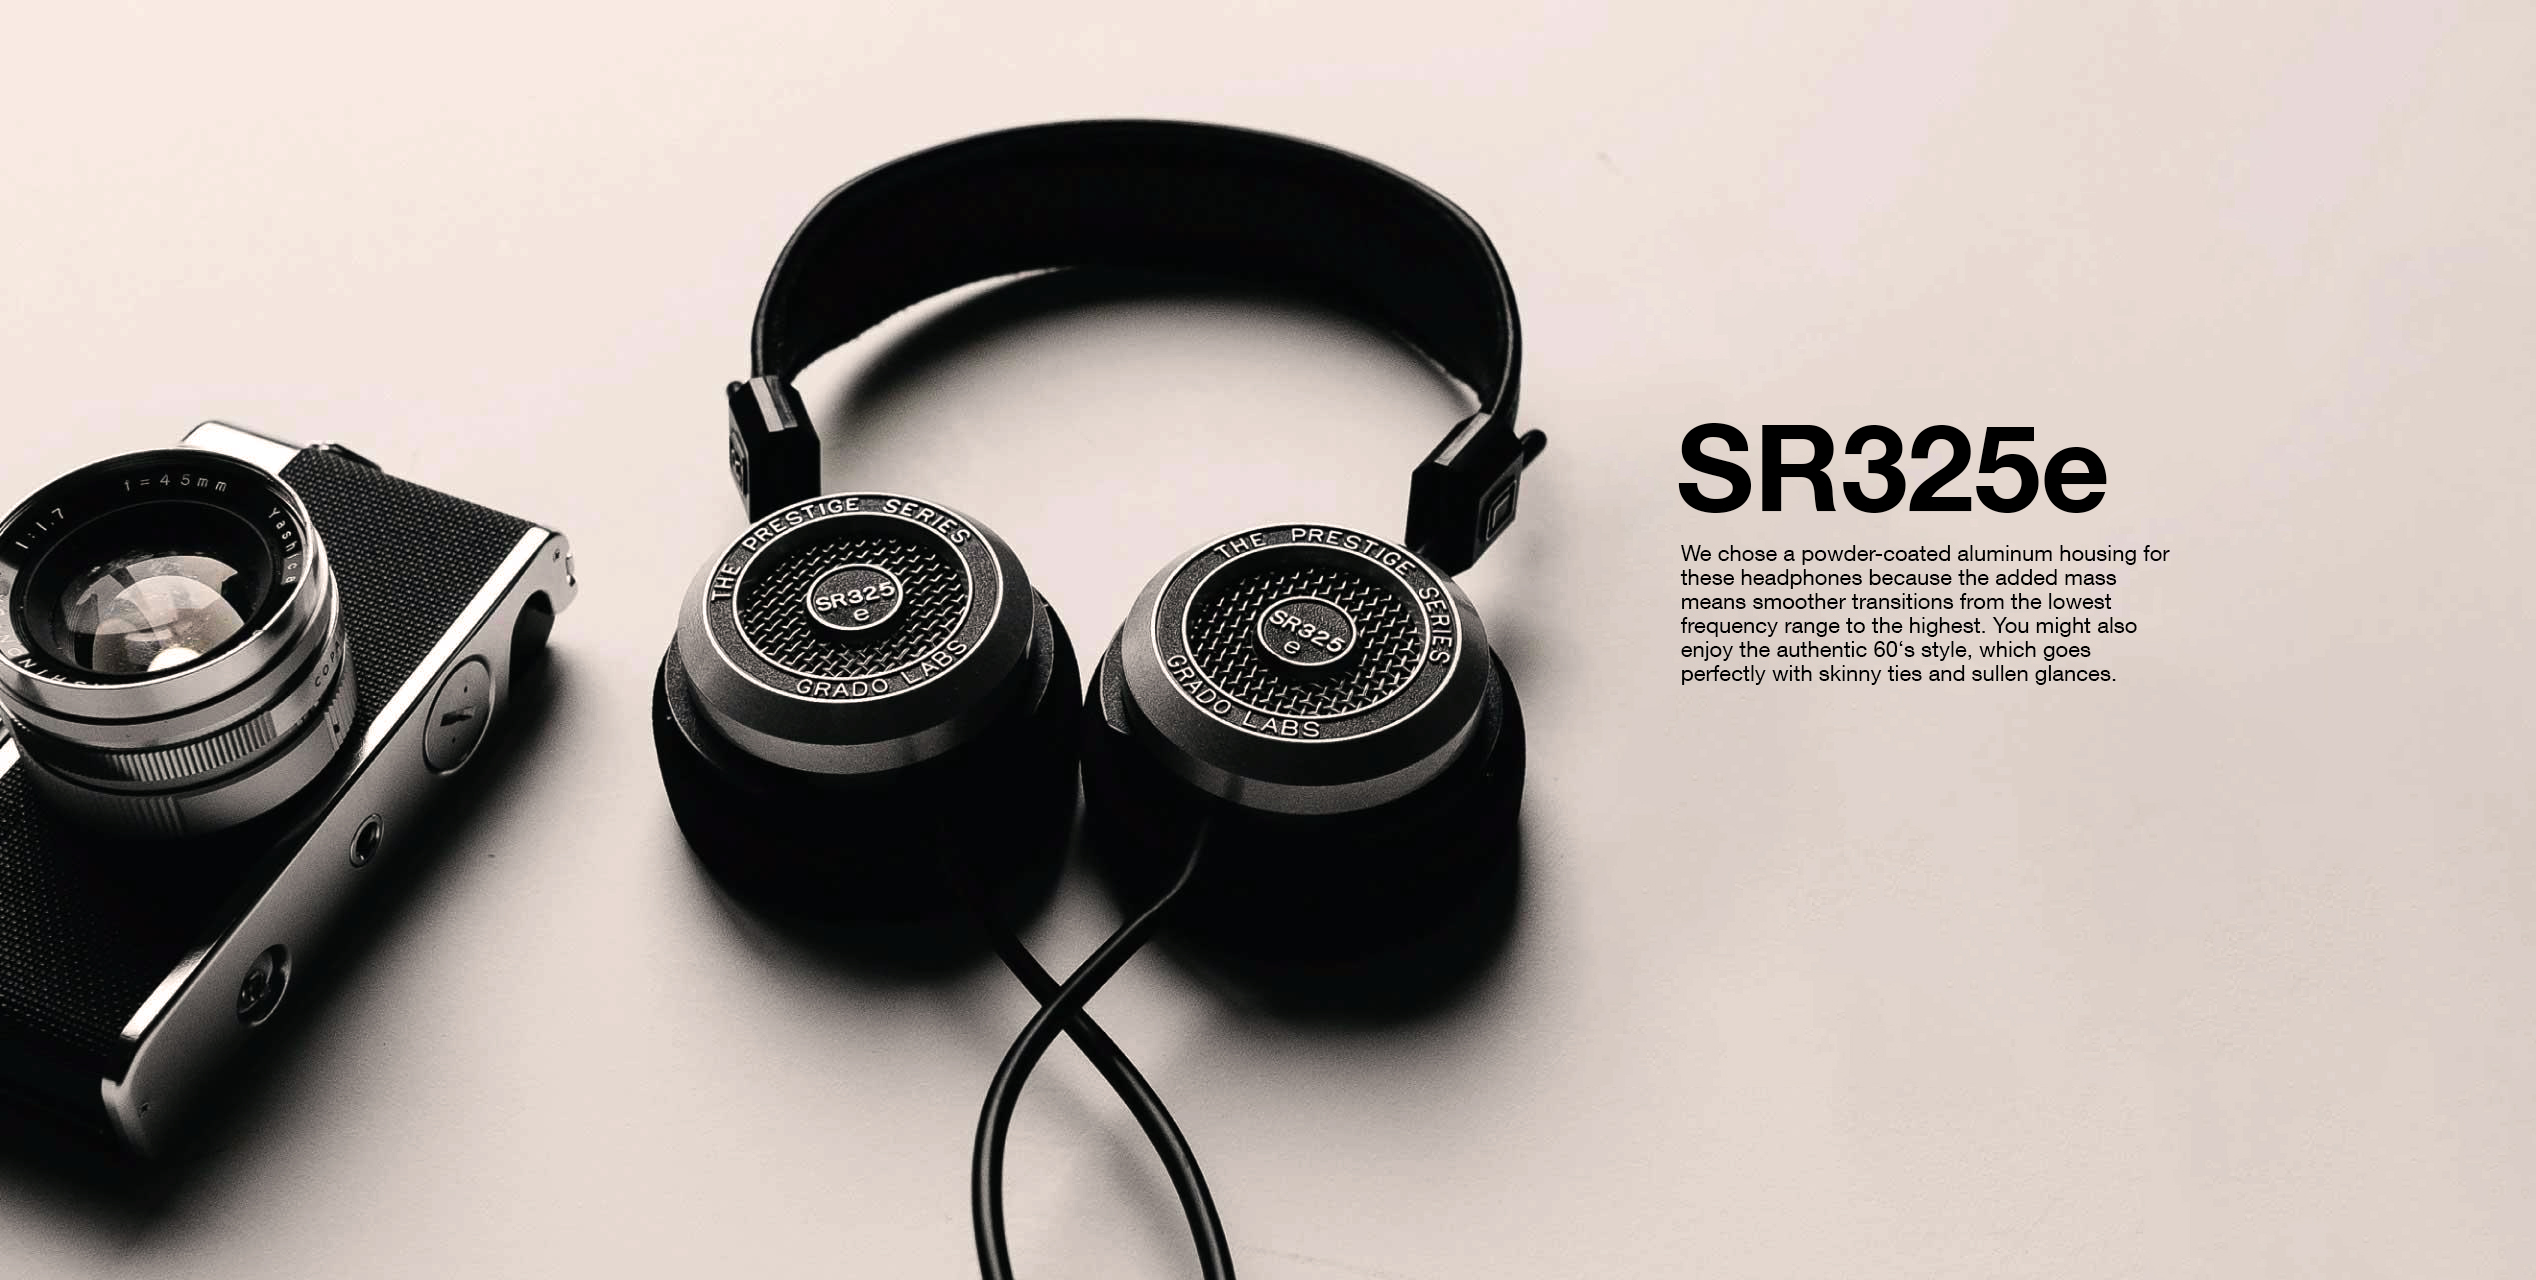 f=45mm
1:1.7
Yashica
COPA
THE PRESTIGE SERIES
SR325
e
GRADO LABS
THE PRESTIGE SERIES
SR325
e
GRADO LABS
SR325e
We chose a powder-coated aluminum housing for
these headphones because the added mass
means smoother transitions from the lowest
frequency range to the highest. You might also
enjoy the authentic 60‘s style, which goes
perfectly with skinny ties and sullen glances.